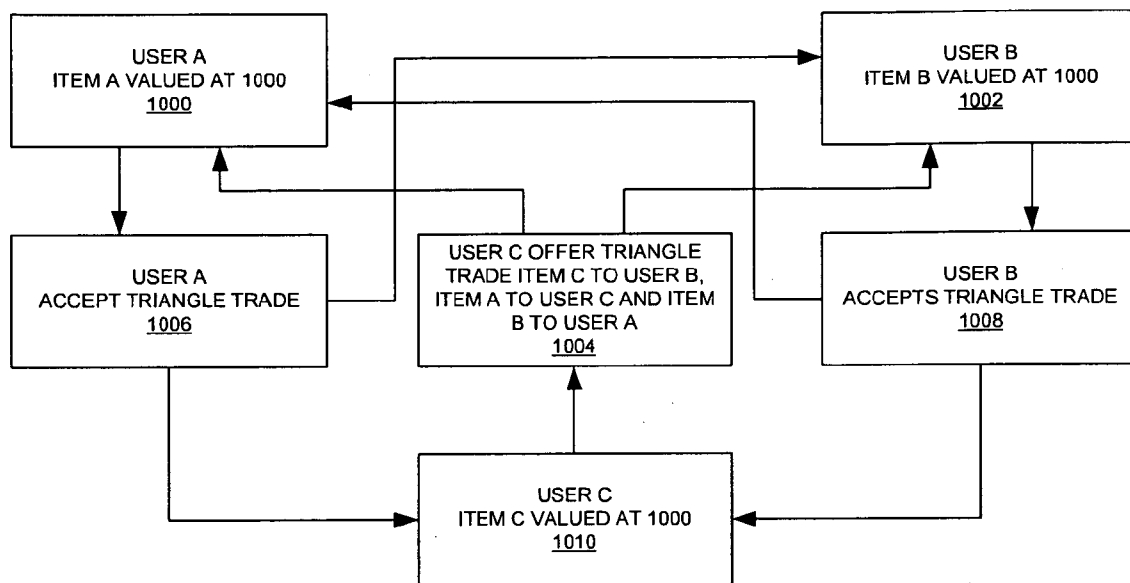 USER A
ITEM A VALUED AT 1000
1000
USER B
ITEM B VALUED AT 1000
1002
USER A
ACCEPT TRIANGLE TRADE
1006
USER C OFFER TRIANGLE
TRADE ITEM C TO USER B,
ITEM A TO USER C AND ITEM
B TO USER A
1004
USER B
ACCEPTS TRIANGLE TRADE
1008
USER C
ITEM C VALUED AT 1000
1010